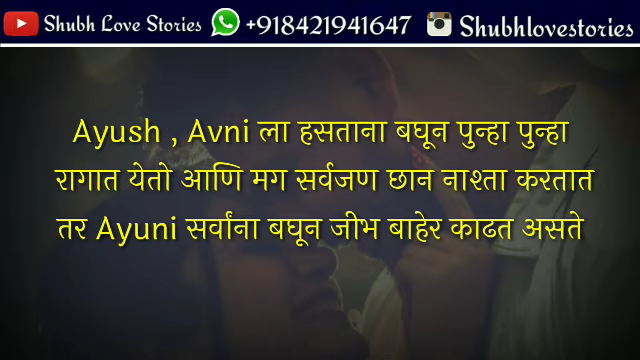 Shubh Love Stories +918421941647 Shubhlovestories
Ayush , Avni ला हसताना बघून पुन्हा पुन्हा
रागात येतो आणि मग सर्वजण छान नाश्ता करतात
तर Ayuni सर्वांना बघून जीभ बाहेर काढत असते